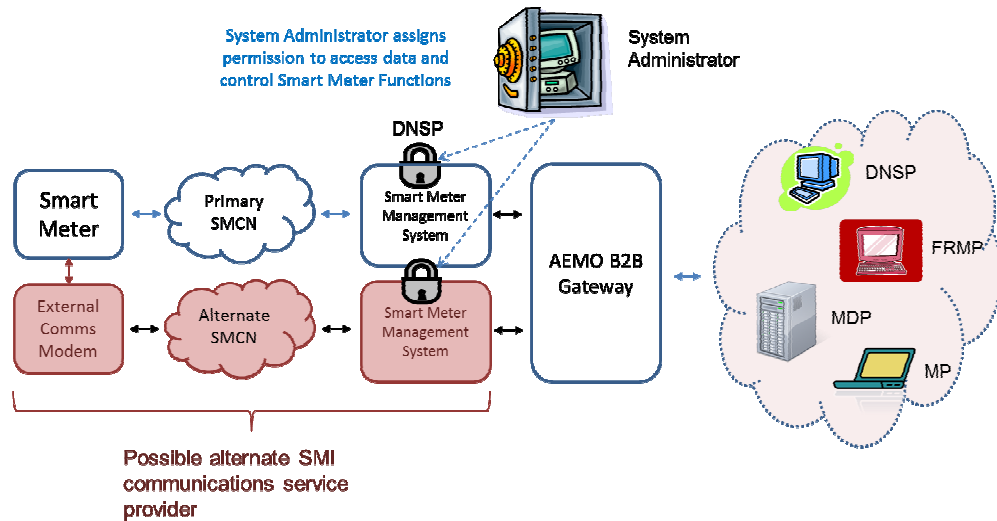 System Administrator assigns
permission to access data and
control Smart Meter Functions
System
Administrator
DNSP
Smart
Meter
Primary
SMCN
Smart Meter
Management
System
AEMO B2B
Gateway
External
Comms
Modem
Alternate
SMCN
Smart Meter
Management
System
DNSP
FRMP
MDP
MP
Possible alternate SMI
communications service
provider